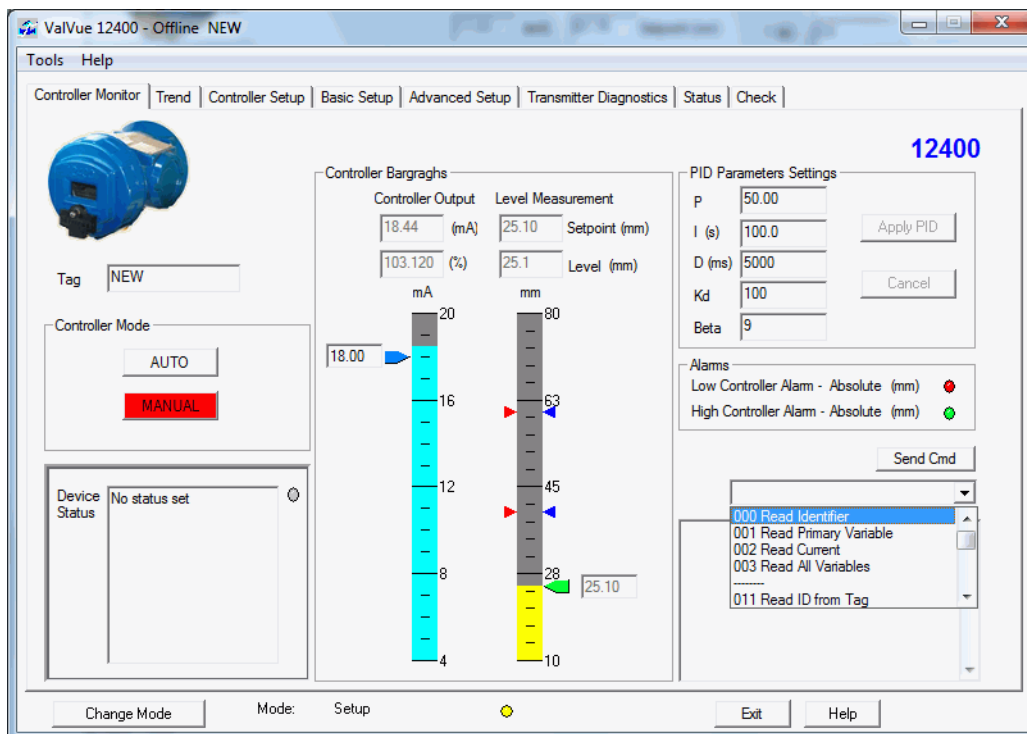 ValVue 12400 - Offline NEW
Tools Help
Controller Monitor Trend Controller Setup Basic Setup Advanced Setup Transmitter Diagnostics Status Check
12400
Tag NEW
Controller Mode
AUTO
MANUAL
Device Status
No status set
Controller Bargraghs
Controller Output Level Measurement
18.44 (mA) 25.10 Setpoint (mm)
103.120 (%) 25.1 Level (mm)
mA mm
20 80
18.00
16 63
12 45
8 28
25.10
4 10
PID Parameters Settings
P 50.00
I (s) 100.0 Apply PID
D (ms) 5000
Kd 100 Cancel
Beta 9
Alarms
Low Controller Alarm - Absolute (mm)
High Controller Alarm - Absolute (mm)
Send Cmd
000 Read Identifier
001 Read Primary Variable
002 Read Current
003 Read All Variables
--------
011 Read ID from Tag
Change Mode Mode: Setup Exit Help